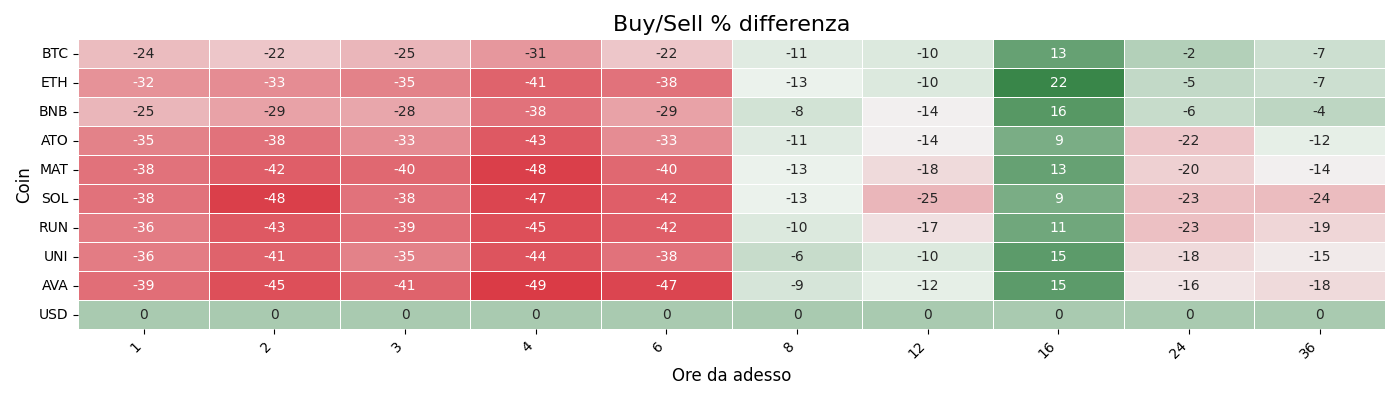 Buy/Sell % differenza
Coin
BTC -24 -22 -25 -31 -22 -11 -10 13 -2 -7
ETH -32 -33 -35 -41 -38 -13 -10 22 -5 -7
BNB -25 -29 -28 -38 -29 -8 -14 16 -6 -4
ATO -35 -38 -33 -43 -33 -11 -14 9 -22 -12
MAT -38 -42 -40 -48 -40 -13 -18 13 -20 -14
SOL -38 -48 -38 -47 -42 -13 -25 9 -23 -24
RUN -36 -43 -39 -45 -42 -10 -17 11 -23 -19
UNI -36 -41 -35 -44 -38 -6 -10 15 -18 -15
AVA -39 -45 -41 -49 -47 -9 -12 15 -16 -18
USD 0 0 0 0 0 0 0 0 0 0
1 2 3 4 6 8 12 16 24 36
Ore da adesso